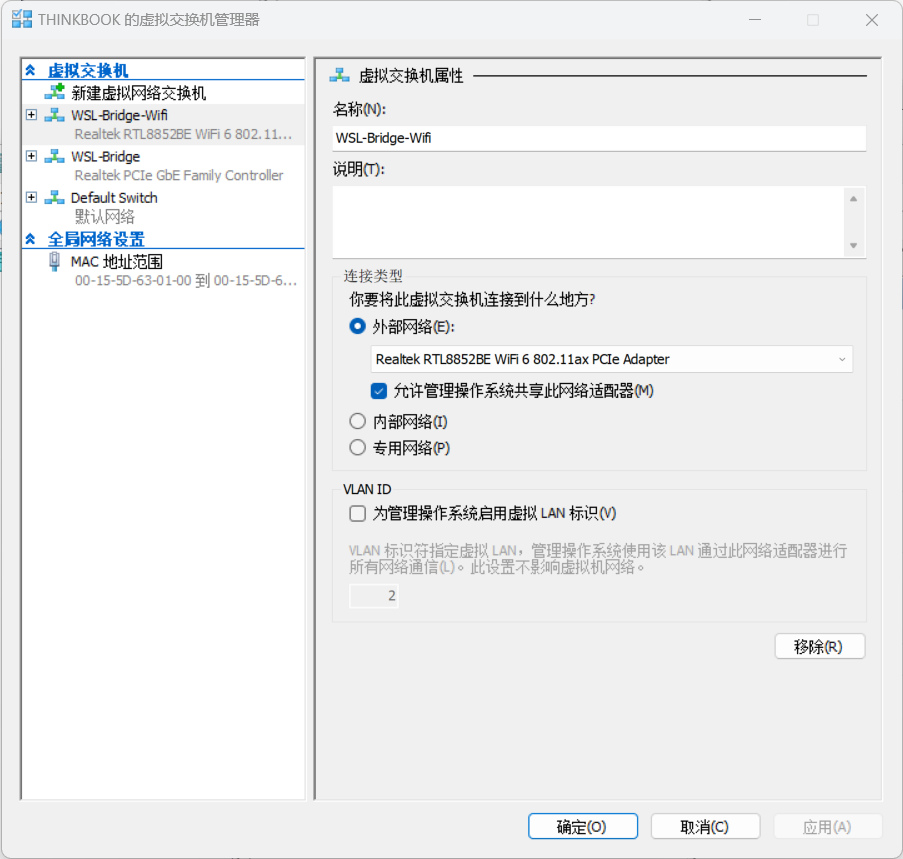 THINKBOOK 的虚拟交换机管理器
虚拟交换机
新建虚拟网络交换机
WSL-Bridge-Wifi
Realtek RTL8852BE WiFi 6 802.11...
WSL-Bridge
Realtek PCIe GbE Family Controller
Default Switch
默认网络
全局网络设置
MAC 地址范围
00-15-5D-63-01-00 到 00-15-5D-6...
虚拟交换机属性
名称(N):
WSL-Bridge-Wifi
说明(T):
连接类型
你要将此虚拟交换机连接到什么地方?
外部网络(E):
Realtek RTL8852BE WiFi 6 802.11ax PCIe Adapter
允许管理操作系统共享此网络适配器(M)
内部网络(I)
专用网络(P)
VLAN ID
为管理操作系统启用虚拟 LAN 标识(V)
VLAN 标识符指定虚拟 LAN，管理操作系统使用该 LAN 通过此网络适配器进行
所有网络通信(L)。此设置不影响虚拟机网络。
2
移除(R)
确定(O)
取消(C)
应用(A)